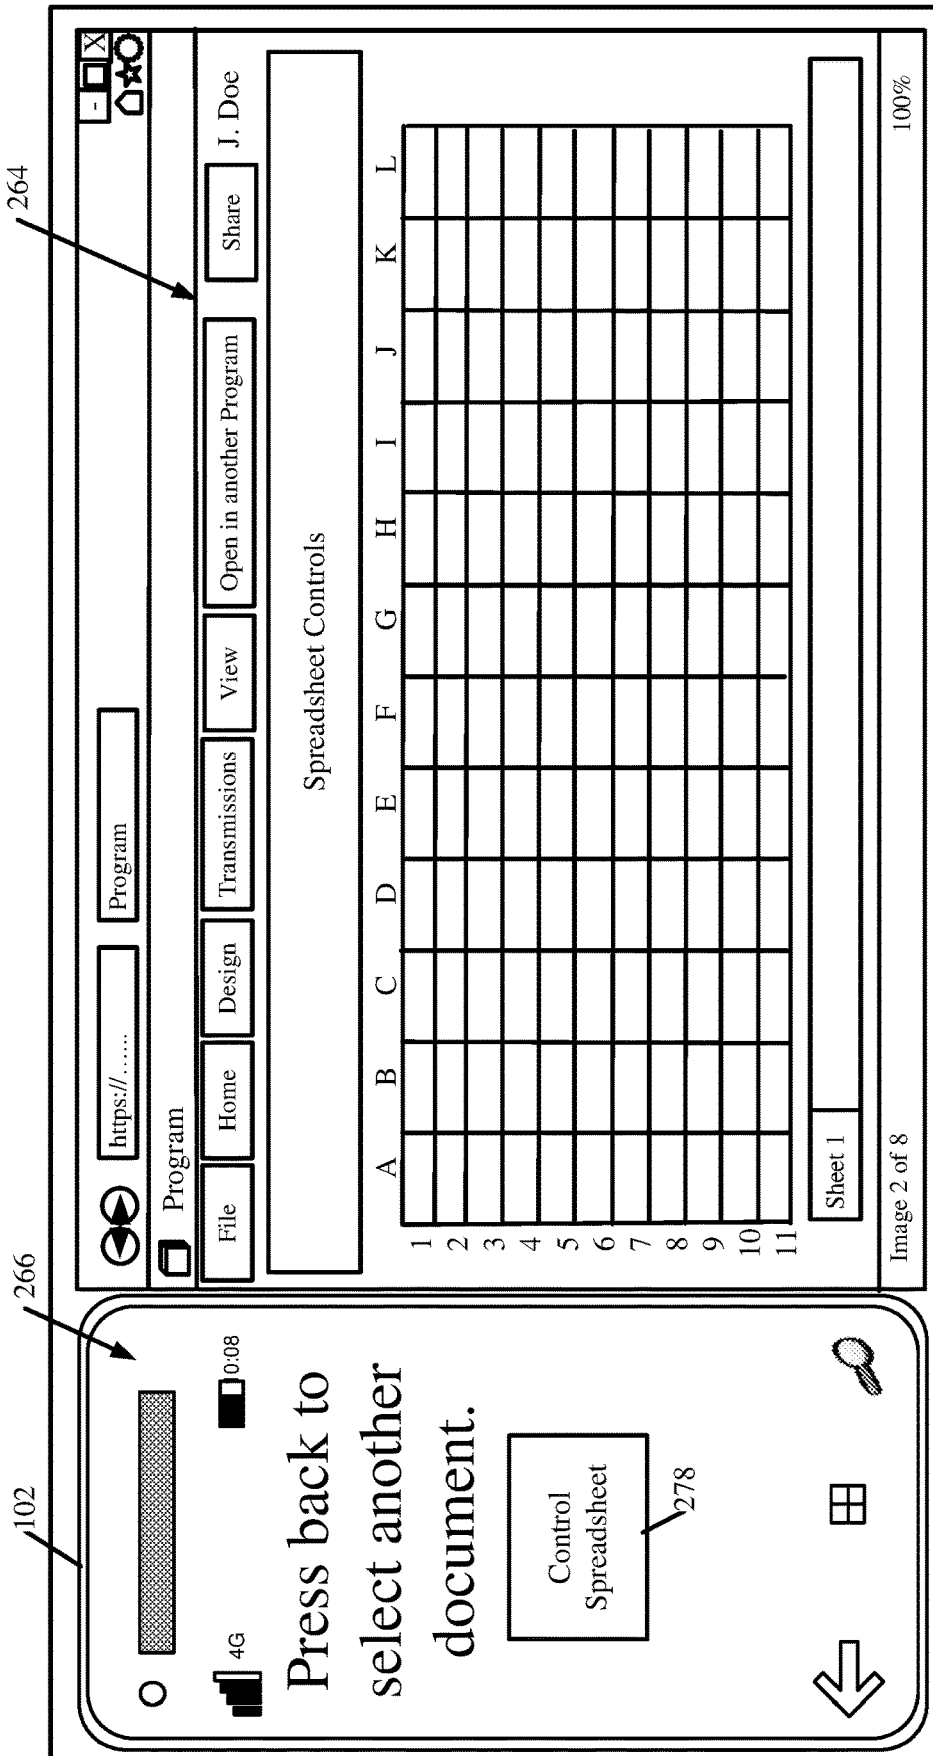 102
266
264
4G
0:08
Press back to
select another
document.
Control
Spreadsheet
278
https://......
Program
- X
Program
File
Home
Design
Transmissions
View
Open in another Program
Share
J. Doe
Spreadsheet Controls
A B C D E F G H I J K L
1
2
3
4
5
6
7
8
9
10
11
Sheet 1
Image 2 of 8
100%